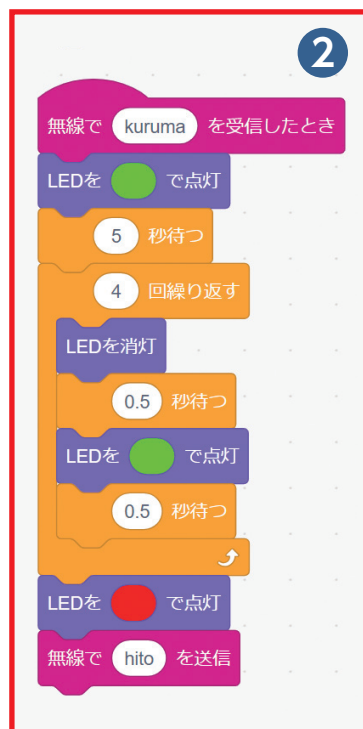 2
無線で kuruma を受信したとき
LEDを で点灯
5 秒待つ
4 回繰り返す
LEDを消灯
0.5 秒待つ
LEDを で点灯
0.5 秒待つ
LEDを で点灯
無線で hito を送信